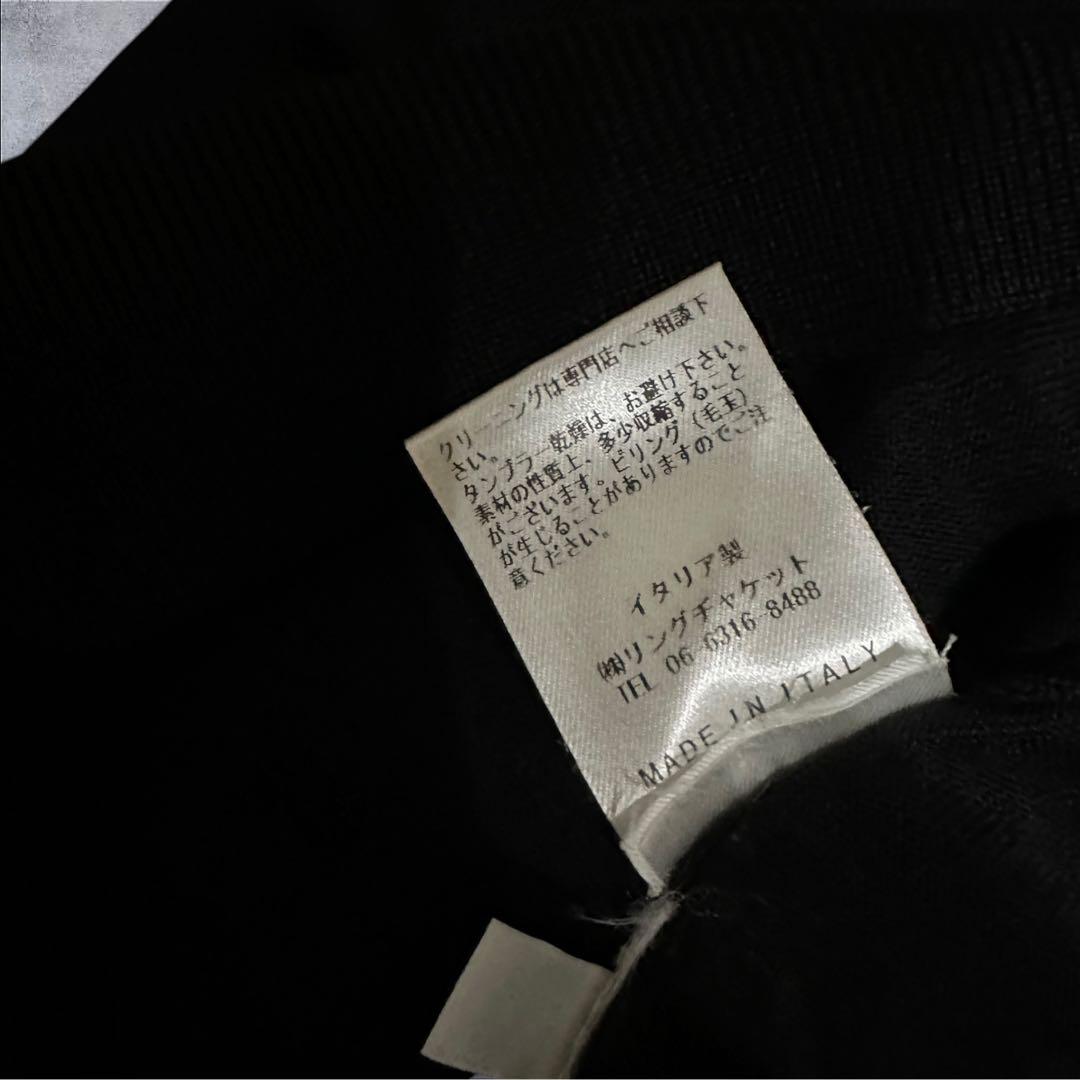 クリーニングは専門店へご相談下
さい。
タンブラー乾燥は、お避け下さい。
素材の性質上、多少収縮すること
がございます。ピリング（毛玉）
が生じることがありますのでご注
意ください。
イタリア製
㈱リングヂャケット
TEL 06-6316-8488
MADE IN ITALY